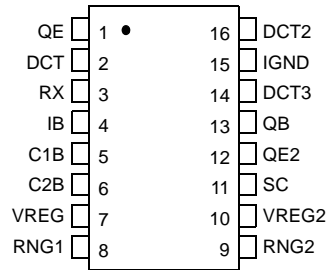 QE 1 16 DCT2
DCT 2 15 IGND
RX 3 14 DCT3
IB 4 13 QB
C1B 5 12 QE2
C2B 6 11 SC
VREG 7 10 VREG2
RNG1 8 9 RNG2